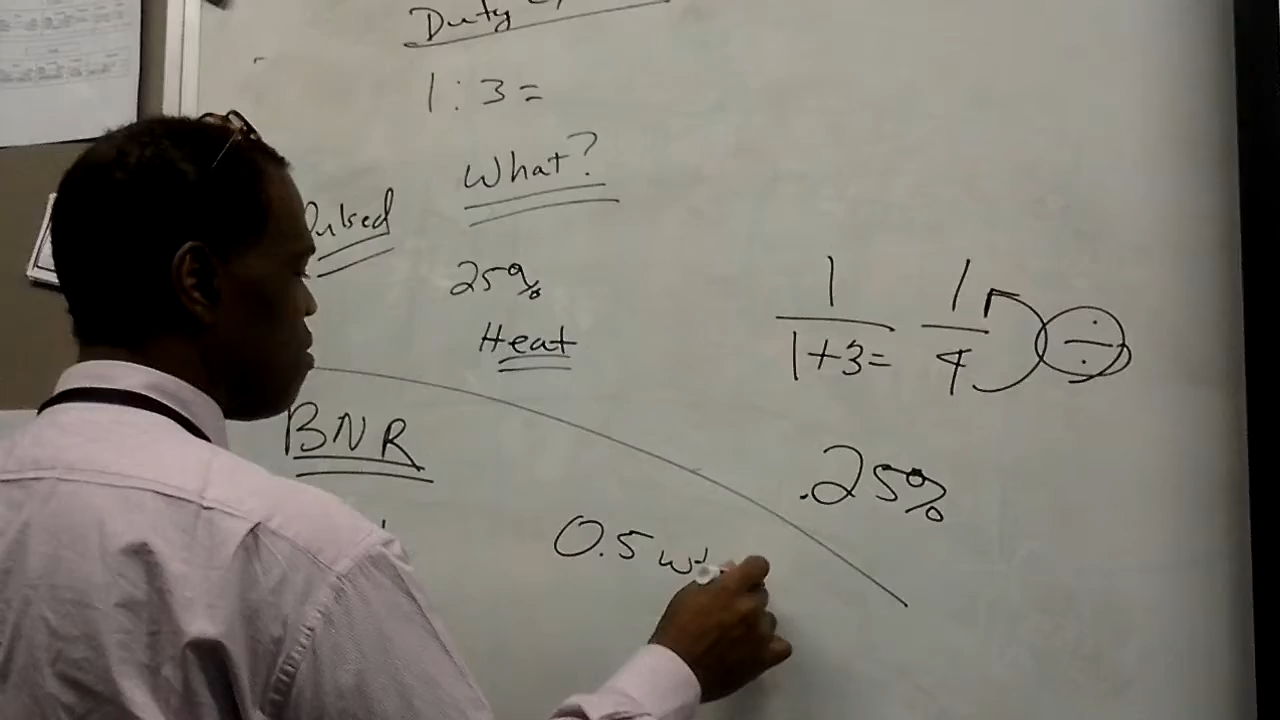 Duty
1:3=
What?
Pulsed
25%
Heat
1
1+3=
1
4
÷
.25%
BNR
0.5 w